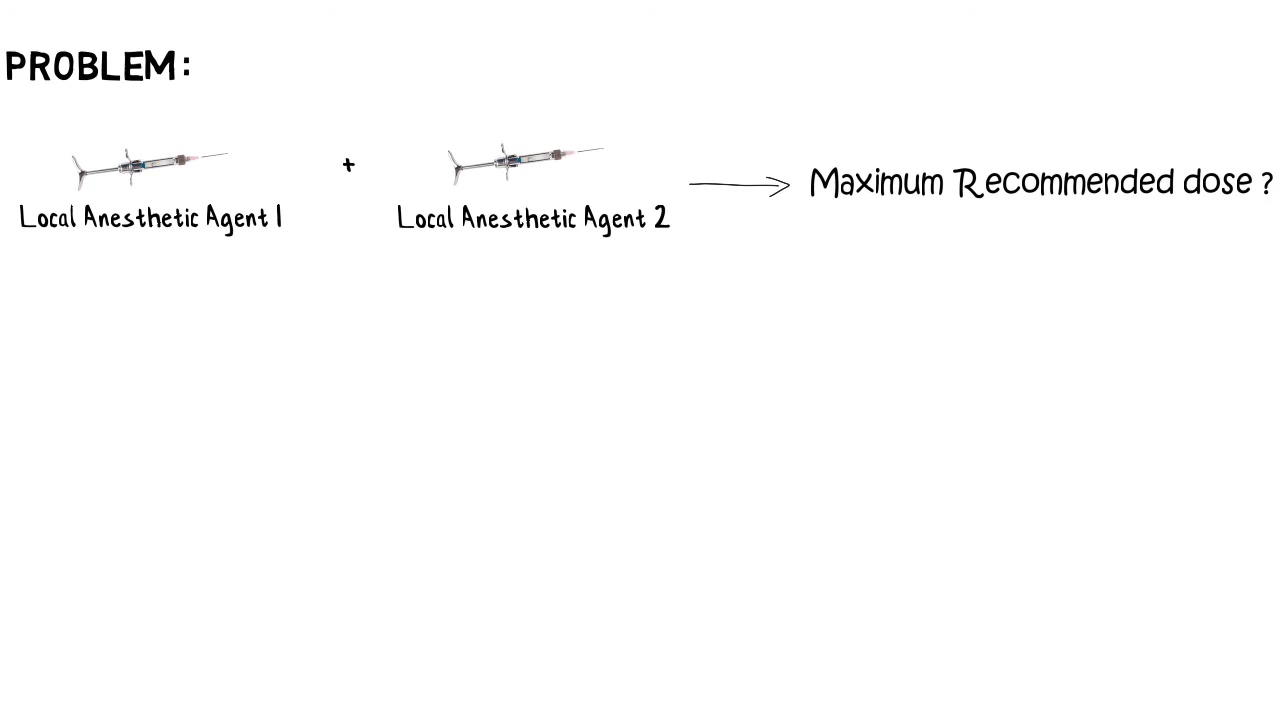 PROBLEM:
+
Maximum Recommended dose ?
Local Anesthetic Agent 1
Local Anesthetic Agent 2